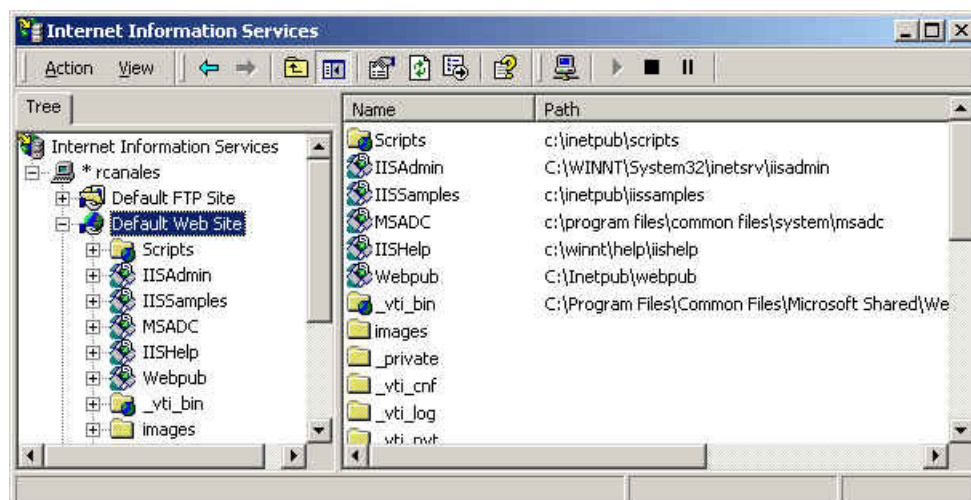 Internet Information Services
Action View
Tree
Internet Information Services
* rcanales
Default FTP Site
Default Web Site
Scripts
IISAdmin
IISSamples
MSADC
IISHelp
Webpub
_vti_bin
images
Name Path
Scripts c:\inetpub\scripts
IISAdmin C:\WINNT\System32\inetsrv\iisadmin
IISSamples c:\inetpub\iissamples
MSADC c:\program files\common files\system\msadc
IISHelp c:\winnt\help\iishelp
Webpub C:\Inetpub\webpub
_vti_bin C:\Program Files\Common Files\Microsoft Shared\We
images
_private
_vti_cnf
_vti_log
_vti_pvt